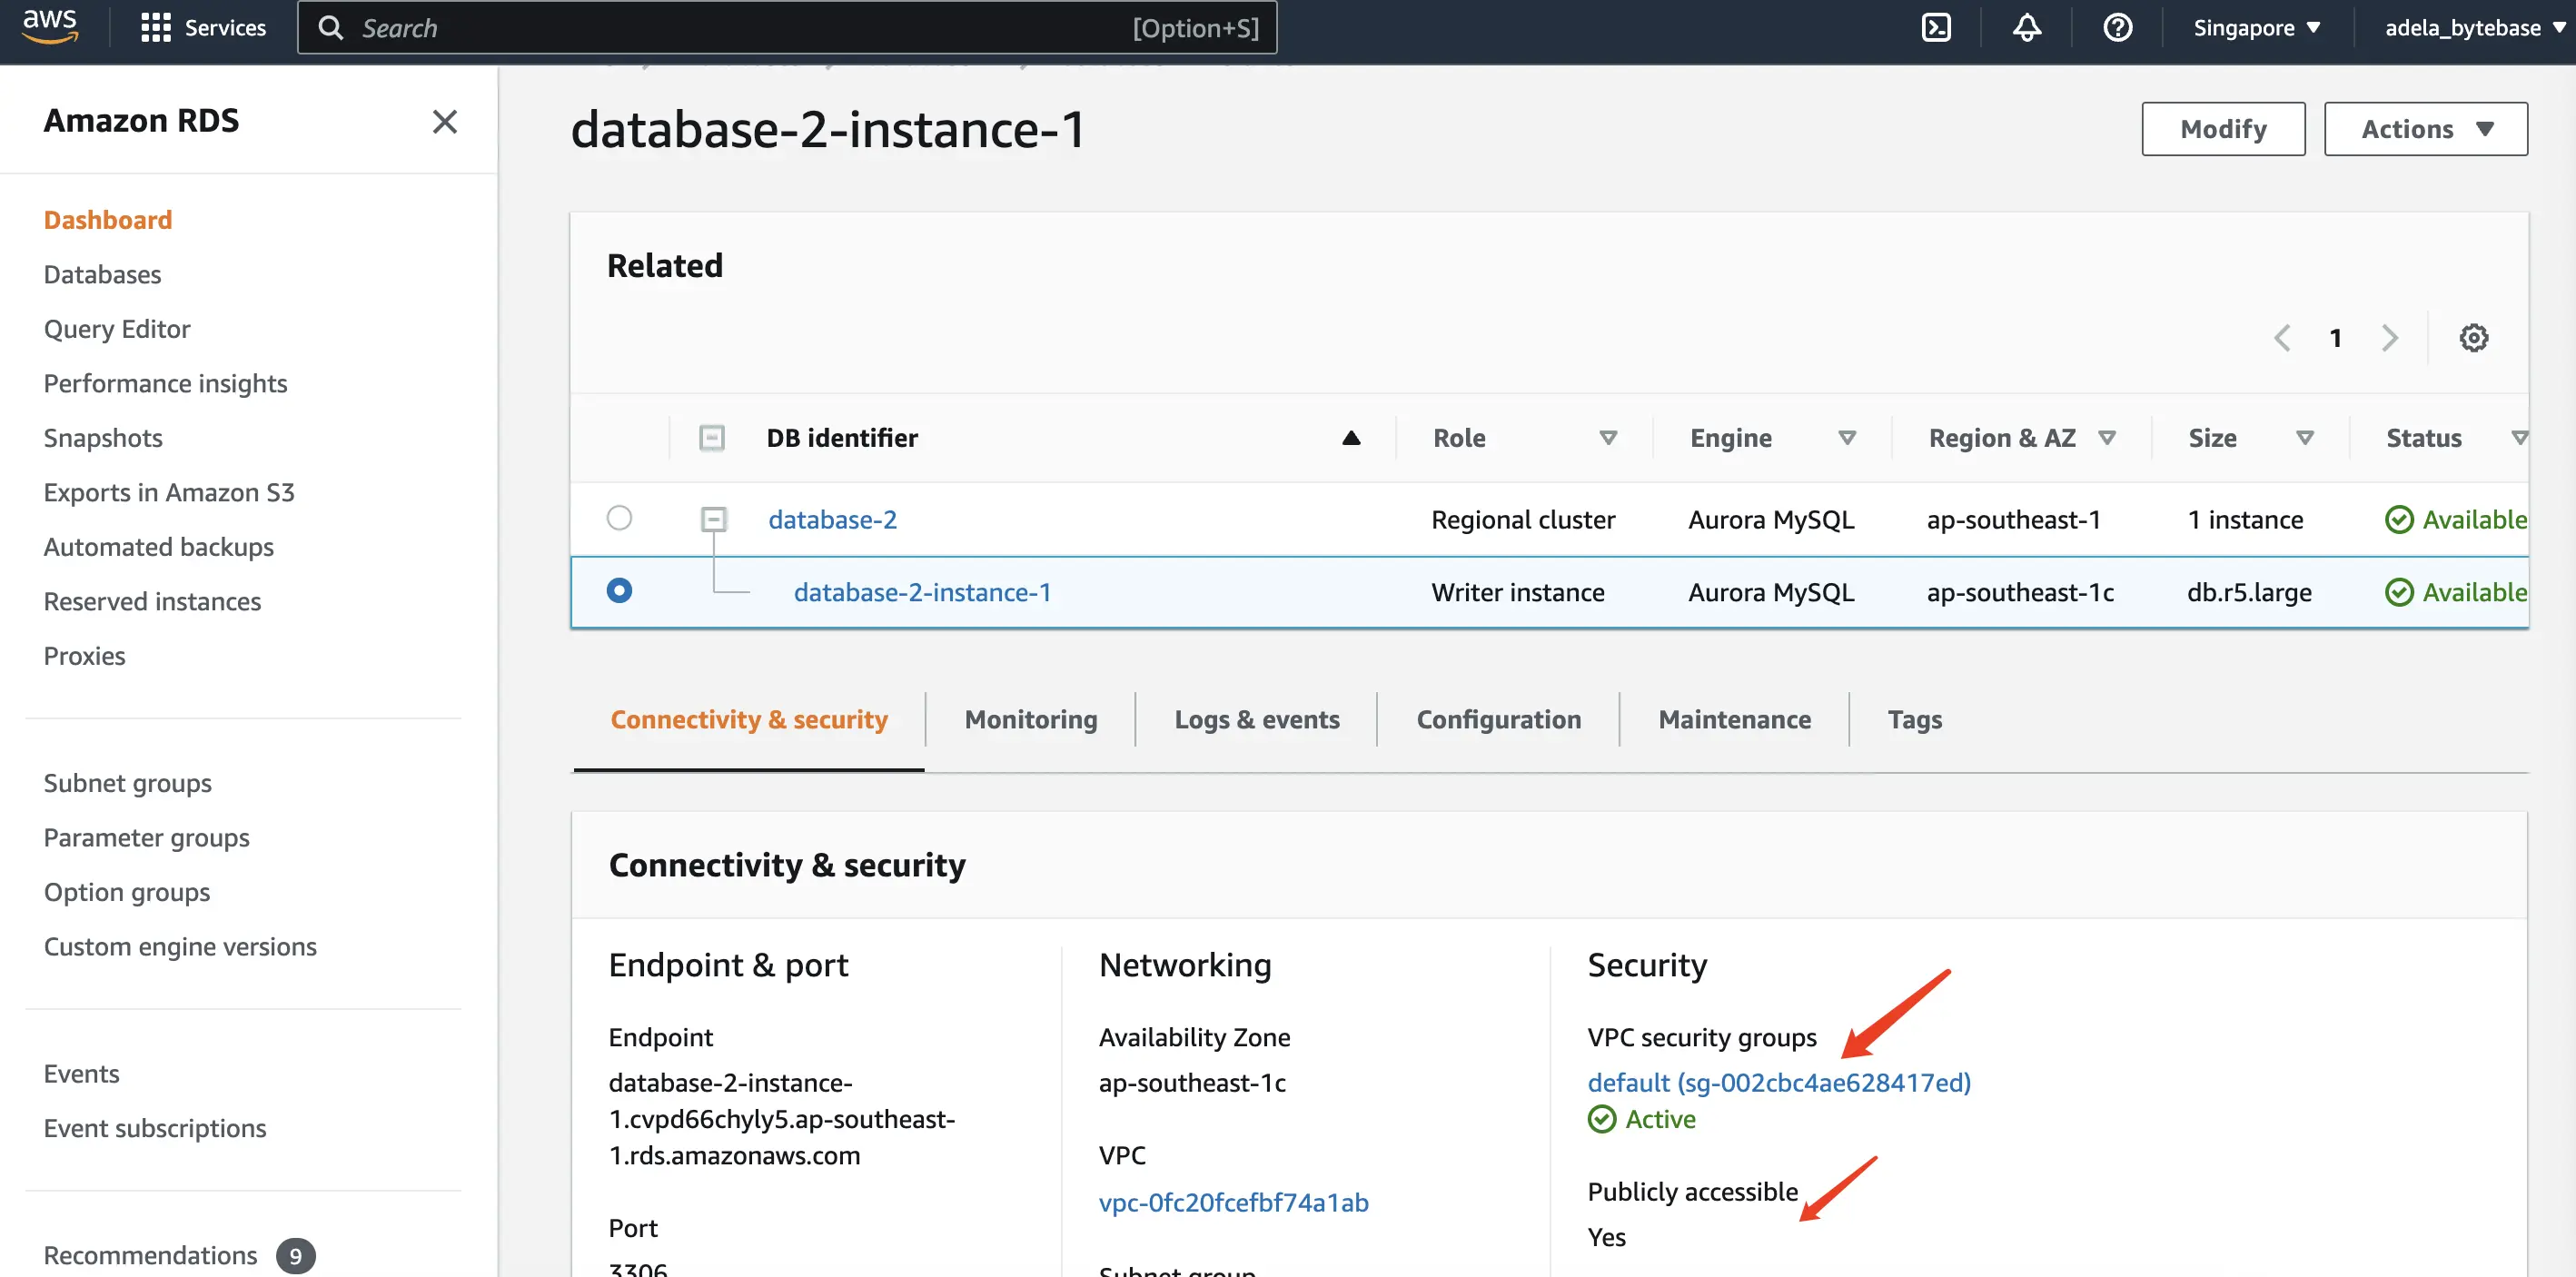 aws
Services
Search
[Option+S]
Singapore
adela_bytebase
Amazon RDS
Dashboard
Databases
Query Editor
Performance insights
Snapshots
Exports in Amazon S3
Automated backups
Reserved instances
Proxies
Subnet groups
Parameter groups
Option groups
Custom engine versions
Events
Event subscriptions
Recommendations 9
database-2-instance-1
Modify
Actions
Related
1
DB identifier Role Engine Region & AZ Size Status
database-2 Regional cluster Aurora MySQL ap-southeast-1 1 instance Available
database-2-instance-1 Writer instance Aurora MySQL ap-southeast-1c db.r5.large Available
Connectivity & security Monitoring Logs & events Configuration Maintenance Tags
Connectivity & security
Endpoint & port
Endpoint
database-2-instance-
1.cvpd66chyly5.ap-southeast-
1.rds.amazonaws.com
Port
3306
Networking
Availability Zone
ap-southeast-1c
VPC
vpc-0fc20fcefbf74a1ab
Subnet group
Security
VPC security groups
default (sg-002cbc4ae628417ed)
Active
Publicly accessible
Yes